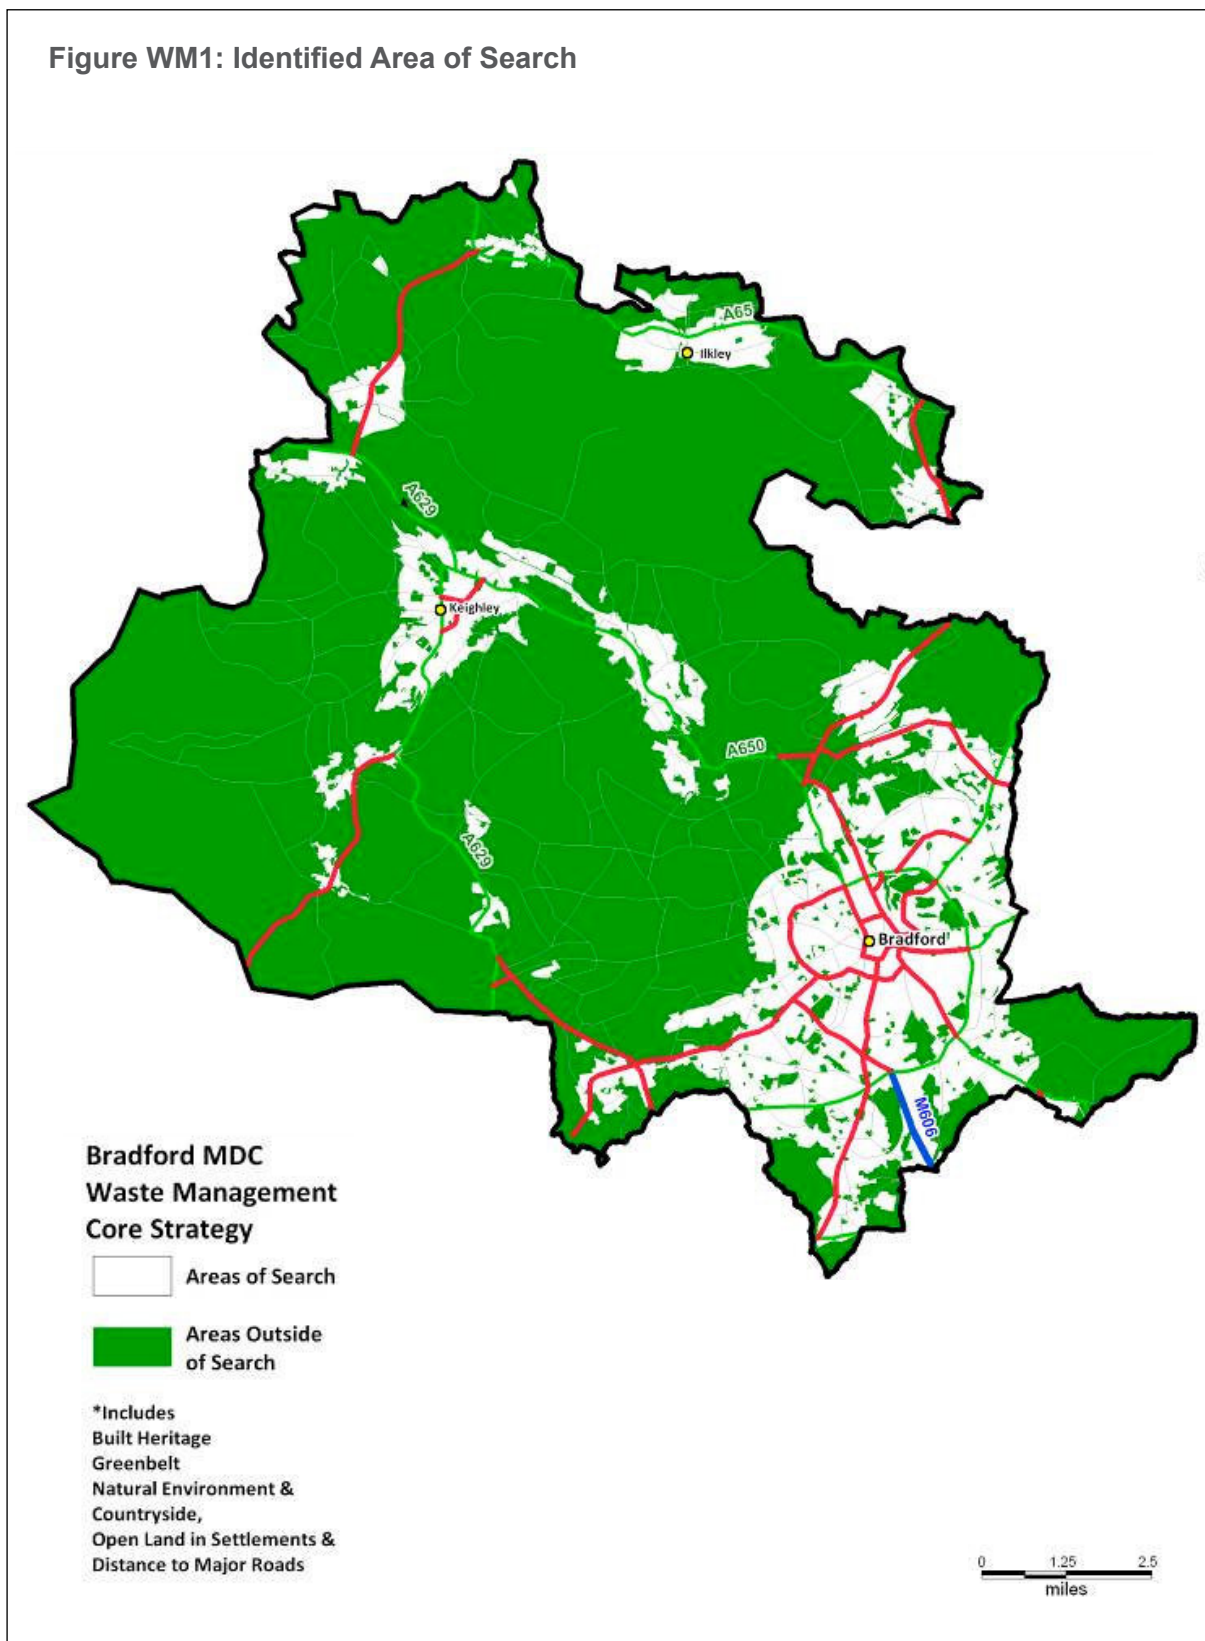 Figure WM1: Identified Area of Search
A65
Ilkley
A629
Keighley
A650
A629
Bradford
M606
Bradford MDC
Waste Management
Core Strategy
Areas of Search
Areas Outside
of Search
*Includes
Built Heritage
Greenbelt
Natural Environment &
Countryside,
Open Land in Settlements &
Distance to Major Roads
0 1.25 2.5
miles